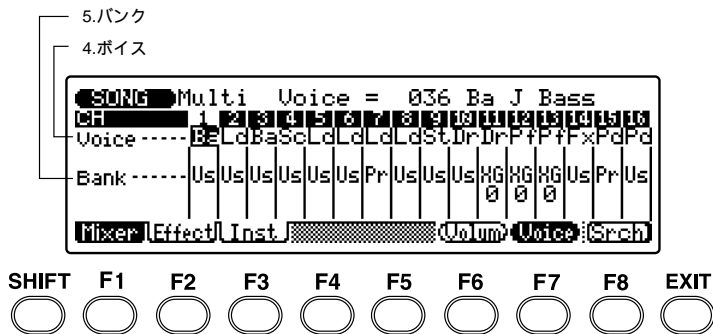 5.バンク
4.ボイス
SONG Multi Voice = 036 Ba J Bass
CH 1 2 3 4 5 6 7 8 9 10 11 12 13 14 15 16
Voice ----- Ba Ld Ba Sc Ld Ld Ld Ld St Dr Dr Pf Pf Fx Pd Pd
Bank ------ Us Us Us Us Us Us Pr Us Us Us XG 0 XG 0 XG 0 Us Pr Us
Mixer Effect Inst Volum Voice Srch
SHIFT F1 F2 F3 F4 F5 F6 F7 F8 EXIT